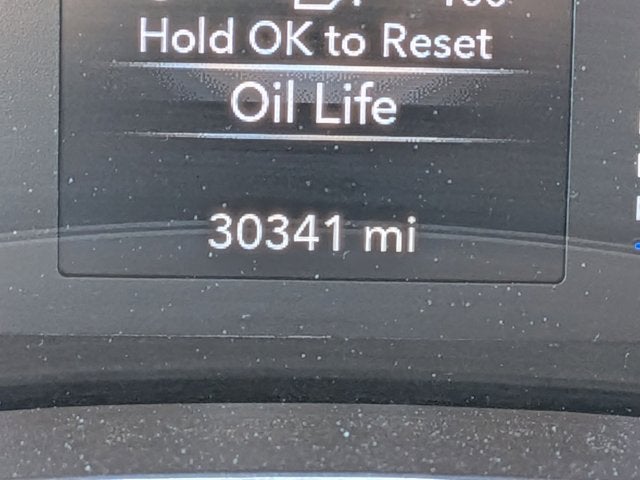 Hold OK to Reset
Oil Life
30341 mi